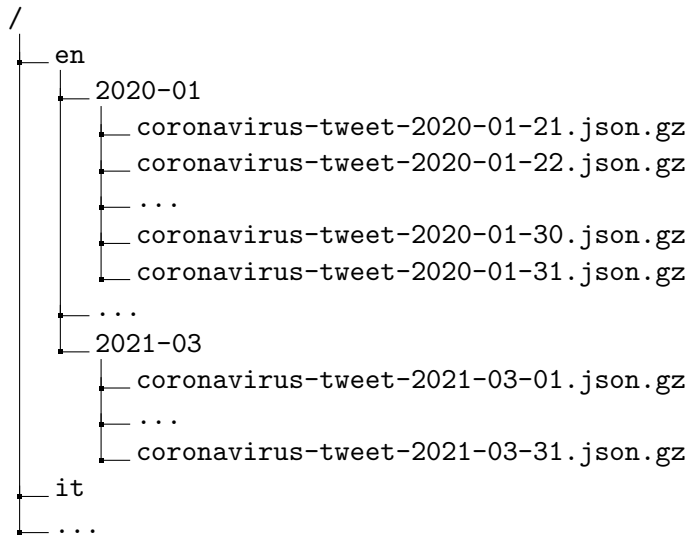 /
en
2020-01
coronavirus-tweet-2020-01-21.json.gz
coronavirus-tweet-2020-01-22.json.gz
...
coronavirus-tweet-2020-01-30.json.gz
coronavirus-tweet-2020-01-31.json.gz
...
2021-03
coronavirus-tweet-2021-03-01.json.gz
...
coronavirus-tweet-2021-03-31.json.gz
it
...